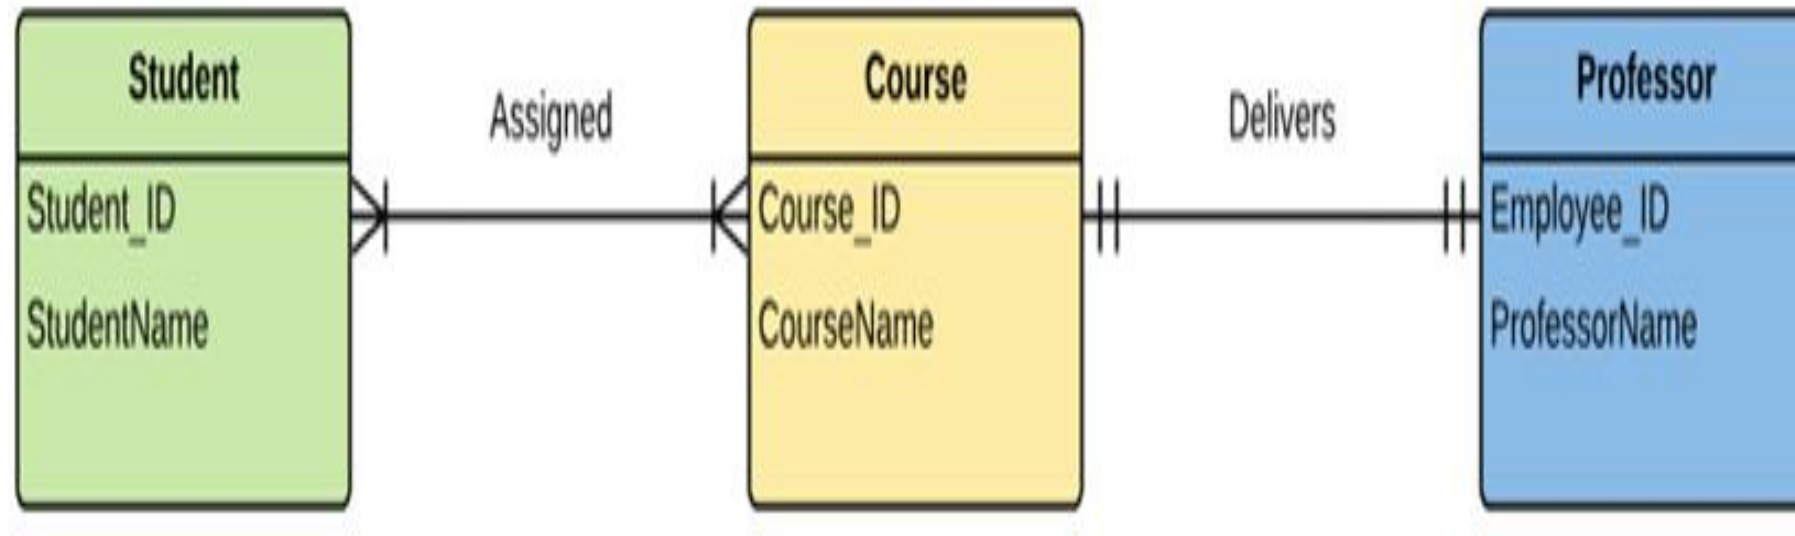 Student
Assigned
Course
Delivers
Professor
Student_ID
Course_ID
Employee_ID
StudentName
CourseName
ProfessorName